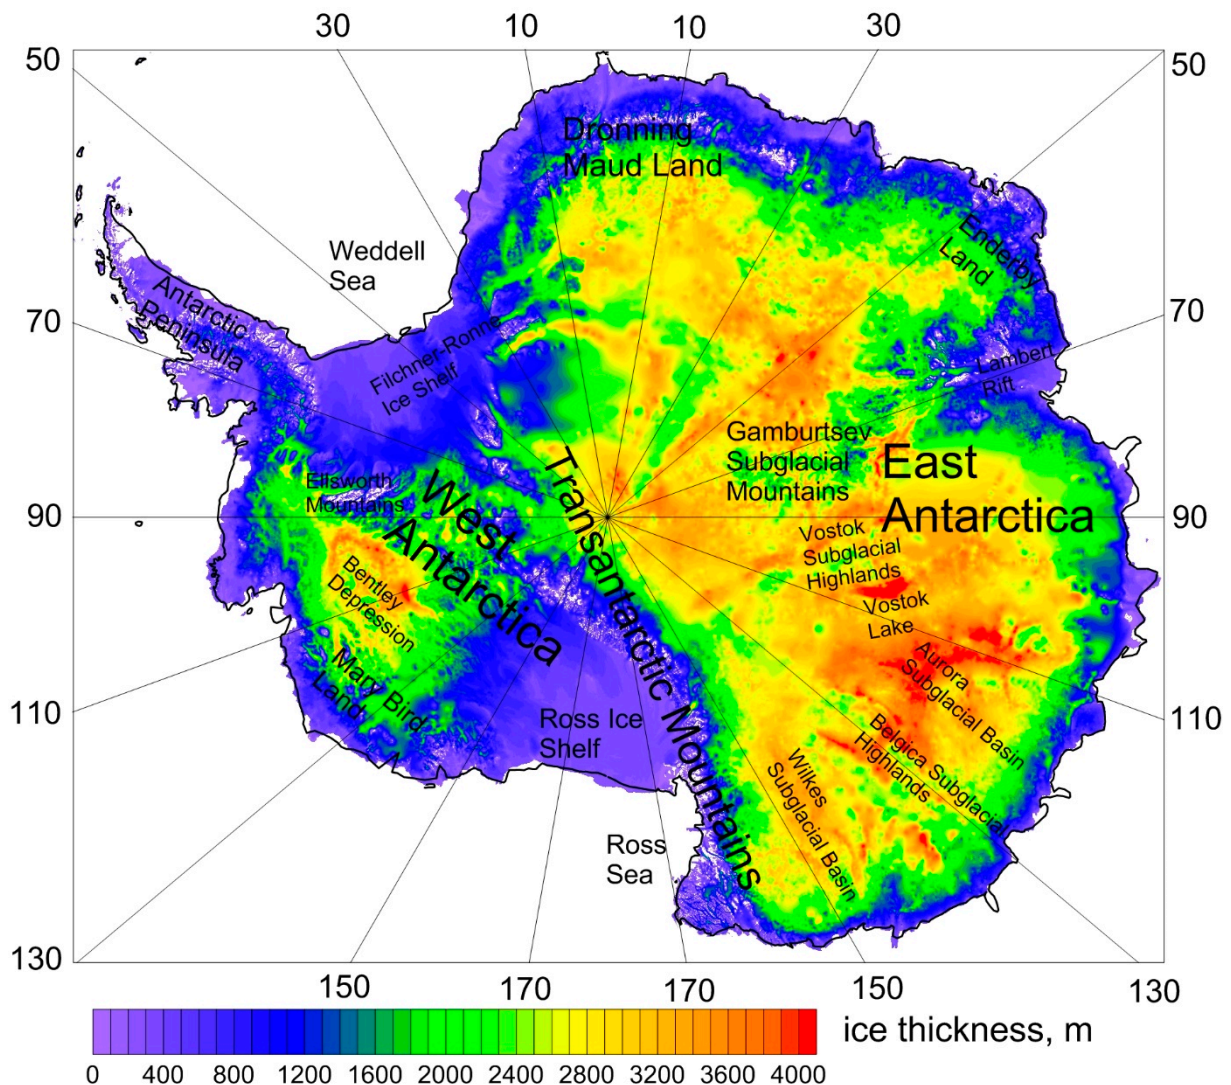 30 10 10 30
50 50
Dronning
Maud Land
Weddell
Sea
Enderby
Land
Antarctic
Peninsula
70 70
Filchner-Ronne
Ice Shelf
Lambert
Rift
Gamburtsev
Subglacial
Mountains
East
Antarctica
Ellsworth
Mountains
West
Antarctica
Transantarctic Mountains
90 90
Vostok
Subglacial
Highlands
Bentley
Depression
Vostok
Lake
Aurora
Subglacial Basin
Mary Bird
Land
110 110
Ross Ice
Shelf
Belgica Subglacial
Highlands
Wilkes
Subglacial Basin
Ross
Sea
130 150 170 170 150 130
ice thickness, m
0 400 800 1200 1600 2000 2400 2800 3200 3600 4000